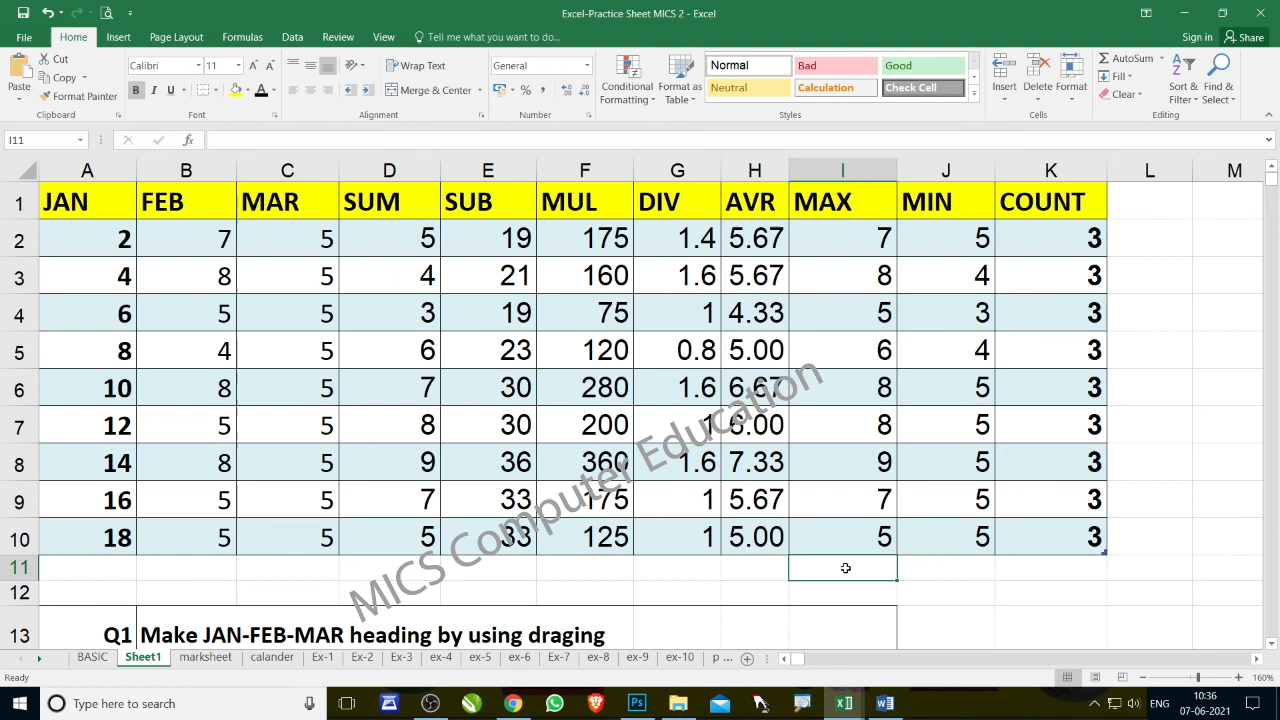 Excel-Practice Sheet MICS 2 - Excel
File Home Insert Page Layout Formulas Data Review View Tell me what you want to do... Sign in Share
Paste
Cut
Copy
Format Painter
Clipboard
Calibri 11
B I U
Font
Wrap Text
Merge & Center
Alignment
General
%
Number
Conditional Formatting
Format as Table
Normal Bad Good
Neutral Calculation Check Cell
Styles
Insert Delete Format
Cells
AutoSum
Fill
Clear
Sort & Filter
Find & Select
Editing
I11 fx
A B C D E F G H I J K L M
1 JAN FEB MAR SUM SUB MUL DIV AVR MAX MIN COUNT
2 2 7 5 5 19 175 1.4 5.67 7 5 3
3 4 8 5 4 21 160 1.6 5.67 8 4 3
4 6 5 5 3 19 75 1 4.33 5 3 3
5 8 4 5 6 23 120 0.8 5.00 6 4 3
6 10 8 5 7 30 280 1.6 6.67 8 5 3
7 12 5 5 8 30 200 1 6.00 8 5 3
8 14 8 5 9 36 360 1.6 7.33 9 5 3
9 16 5 5 7 33 175 1 5.67 7 5 3
10 18 5 5 5 33 125 1 5.00 5 5 3
11
12
13 Q1 Make JAN-FEB-MAR heading by using draging
MICS Computer Education
BASIC Sheet1 marksheet calander Ex-1 Ex-2 Ex-3 ex-4 ex-5 ex-6 Ex-7 ex-8 ex-9 ex-10 p ...
Ready 160%
Type here to search
ENG
10:36
07-06-2021